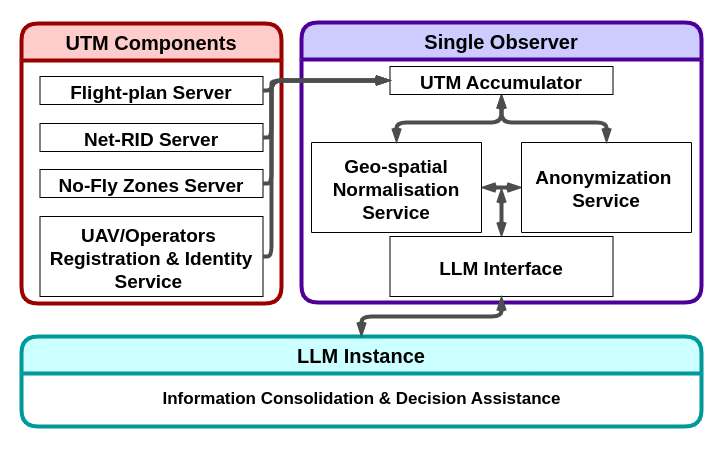 UTM Components
Flight-plan Server
Net-RID Server
No-Fly Zones Server
UAV/Operators
Registration & Identity
Service
Single Observer
UTM Accumulator
Geo-spatial
Normalisation
Service
Anonymization
Service
LLM Interface
LLM Instance
Information Consolidation & Decision Assistance